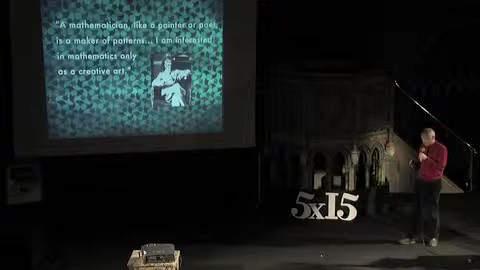 "A mathematician, like a painter or poet,
is a maker of patterns... I am interested
in mathematics only
as a creative art."
5x15